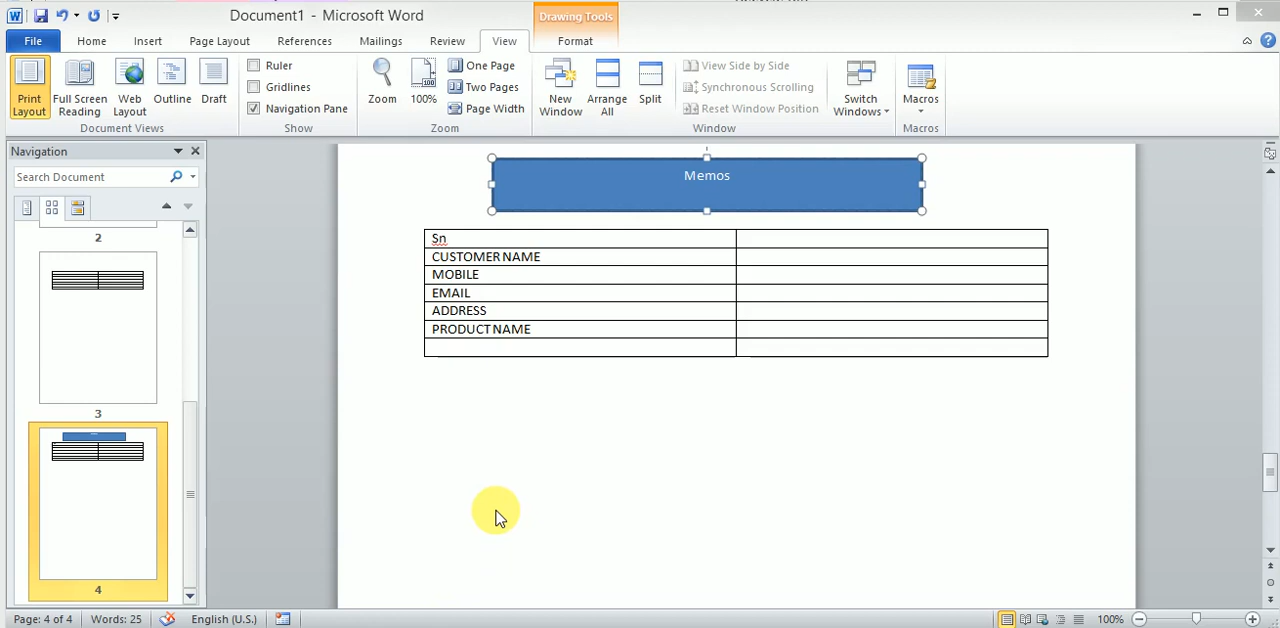 Document1 - Microsoft Word
Drawing Tools
File Home Insert Page Layout References Mailings Review View Format
Print Layout
Full Screen Reading
Web Layout
Outline
Draft
Document Views
Ruler
Gridlines
Navigation Pane
Show
Zoom
100%
One Page
Two Pages
Page Width
Zoom
New Window
Arrange All
Split
View Side by Side
Synchronous Scrolling
Reset Window Position
Window
Switch Windows
Macros
Macros
Navigation
Search Document
2
3
4
Memos
Sn
CUSTOMER NAME
MOBILE
EMAIL
ADDRESS
PRODUCT NAME
Page: 4 of 4 Words: 25 English (U.S.) 100%